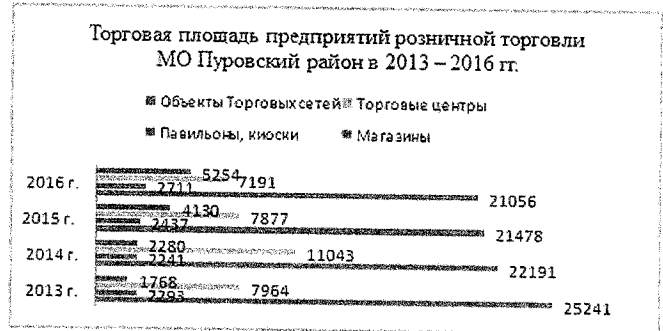 Торговая площадь предприятий розничной торговли
МО Пуровский район в 2013 – 2016 гг.
Объекты Торговых сетей Торговые центры
Павильоны, киоски Магазины
5254
2016 г. 7191
2711
21056
4130
2015 г. 7877
2437
21478
2280
2014 г. 11043
2241
22191
1768
2013 г. 7964
2293
25241